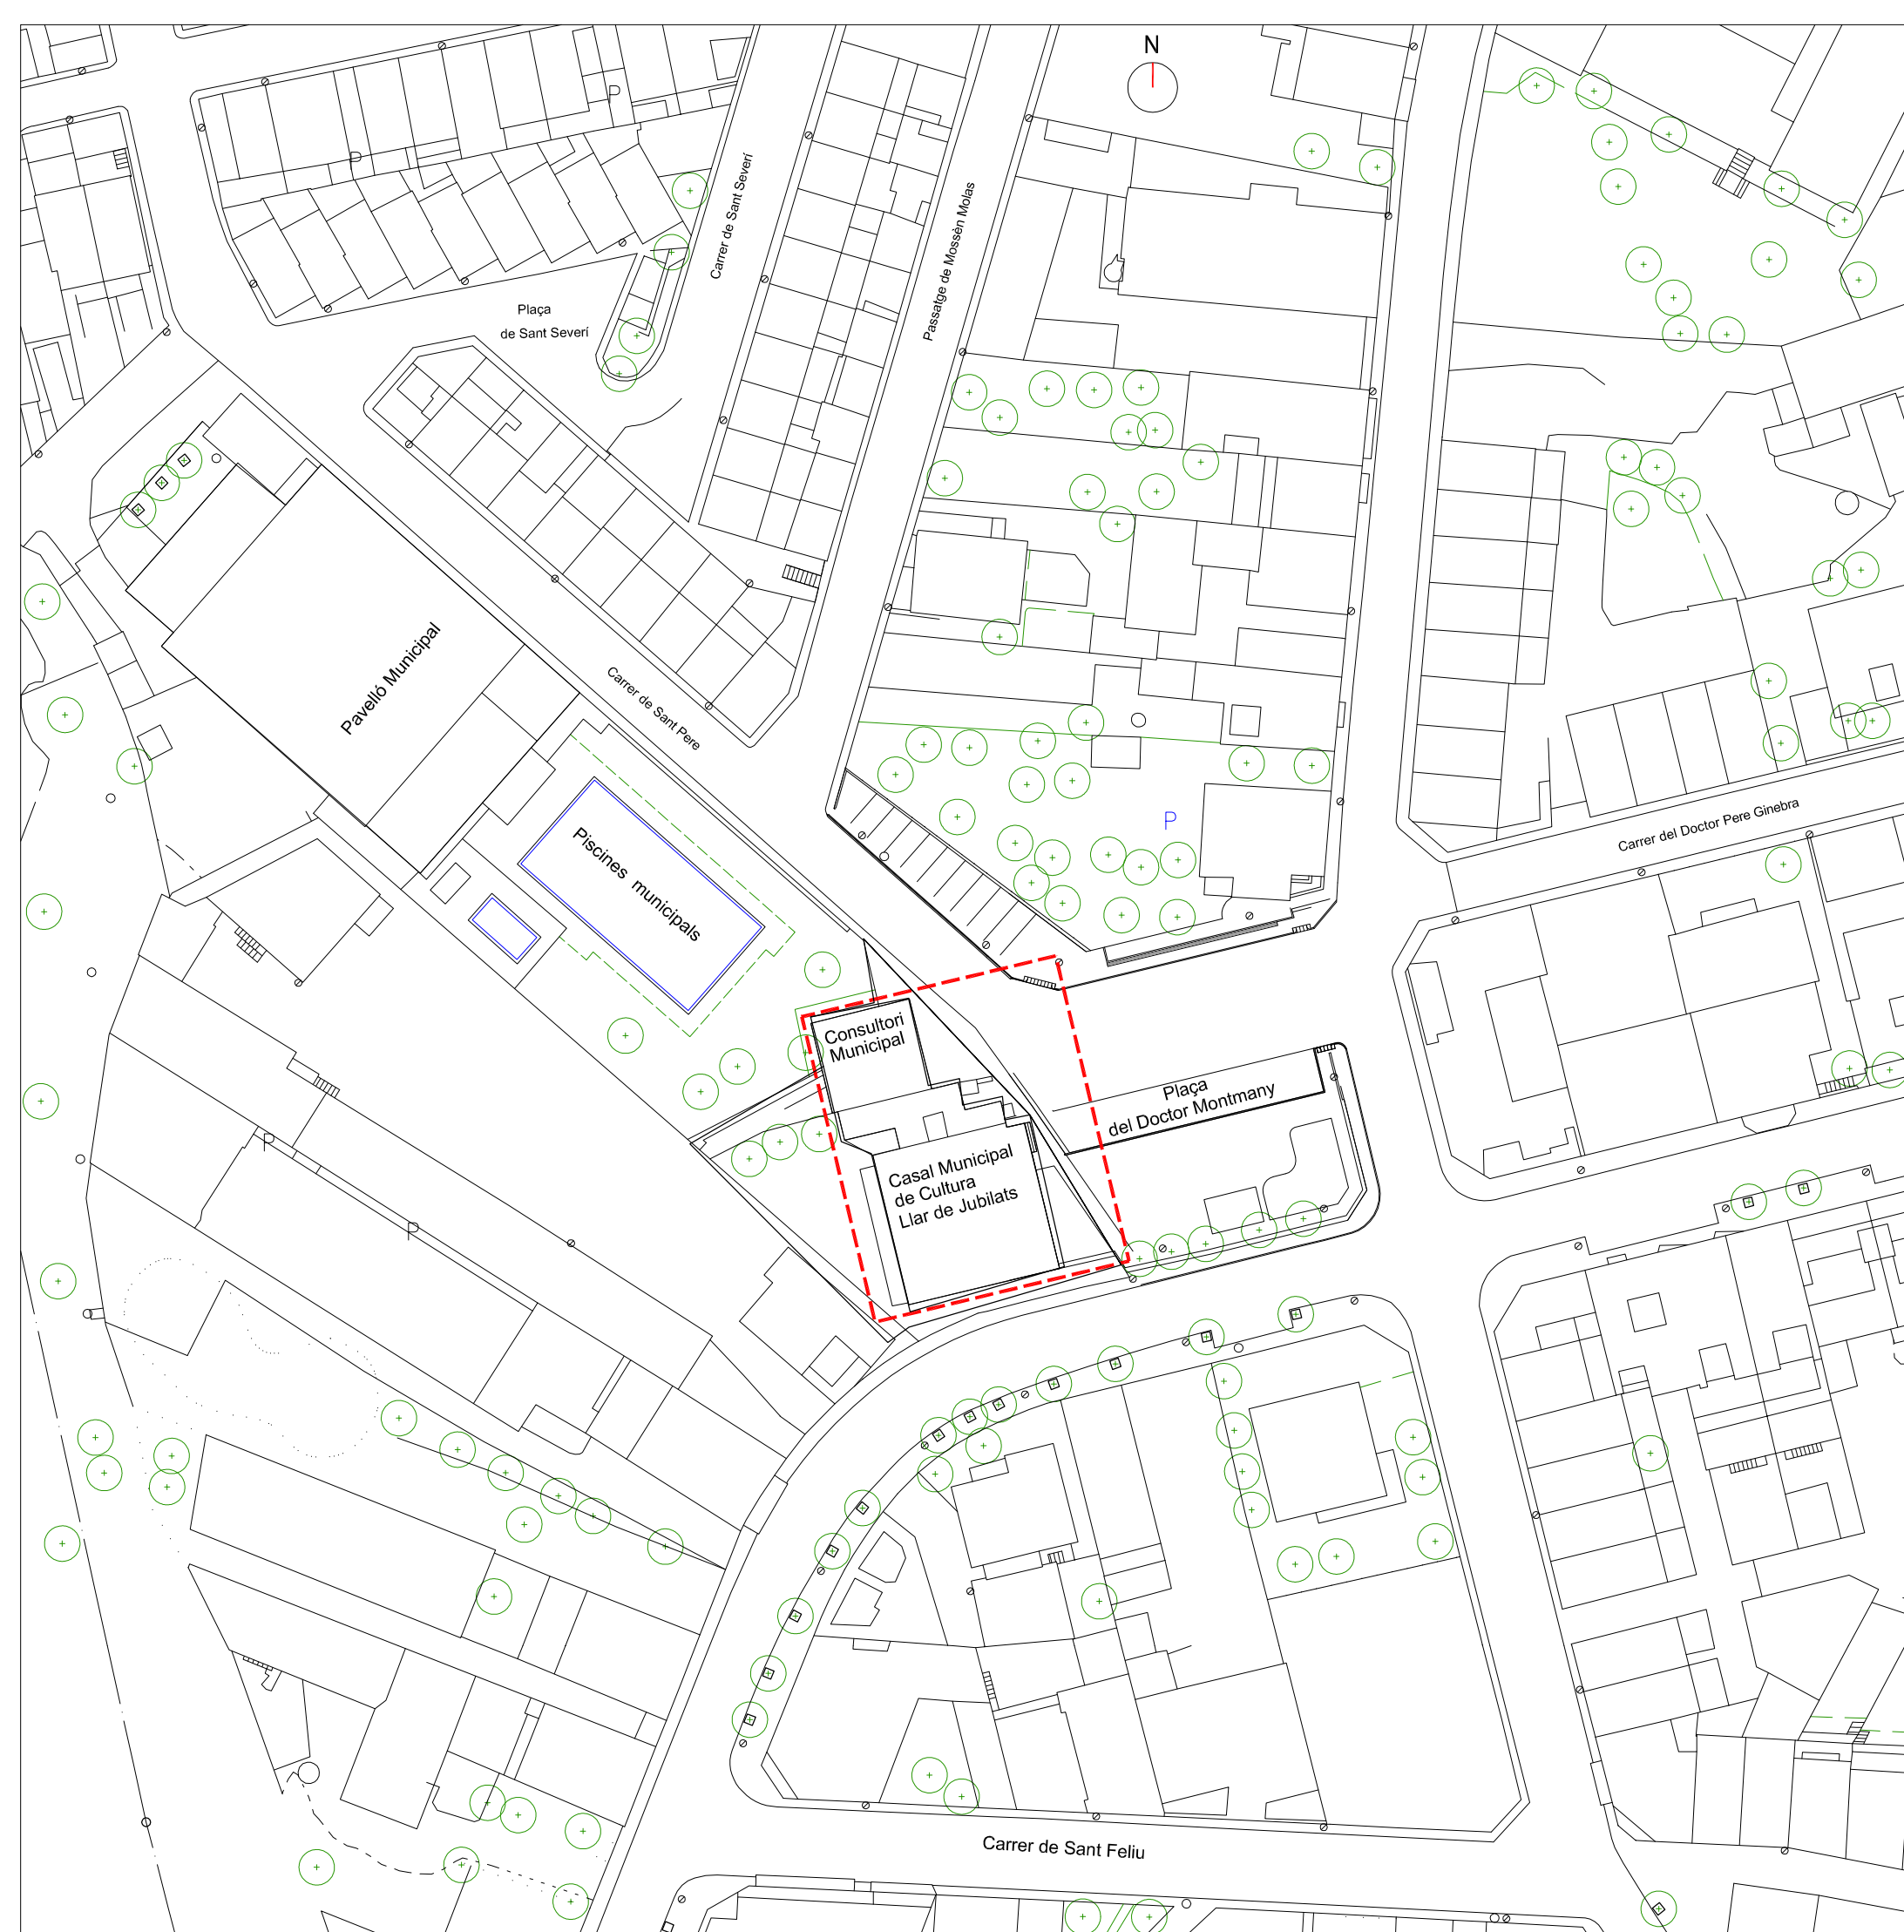 N
P
P
Carrer de Sant Severí
Passatge de Mossèn Molas
Plaça
de Sant Severí
Pavelló Municipal
Carrer de Sant Pere
P
Carrer del Doctor Pere Ginebra
Piscines municipals
Consultori
Municipal
Plaça
del Doctor Montmany
P
Casal Municipal
de Cultura
Llar de Jubilats
P
Carrer de Sant Feliu